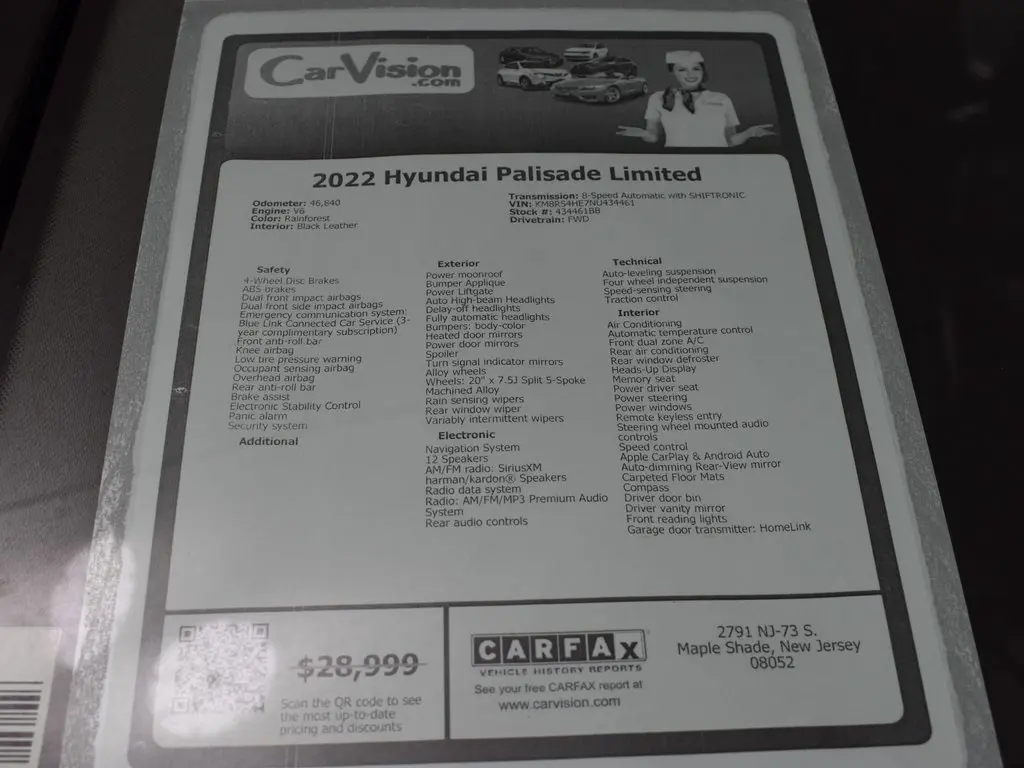 CarVision
.com
2022 Hyundai Palisade Limited
Odometer: 46,840
Engine: V6
Color: Rainforest
Interior: Black Leather
Transmission: 8-Speed Automatic with SHIFTRONIC
VIN: KM8R54HE7NU434461
Stock #: 434461BB
Drivetrain: FWD
Safety
4-Wheel Disc Brakes
ABS brakes
Dual front impact airbags
Dual front side impact airbags
Emergency communication system:
Blue Link Connected Car Service (3-
year complimentary subscription)
Front anti-roll bar
Knee airbag
Low tire pressure warning
Occupant sensing airbag
Overhead airbag
Rear anti-roll bar
Brake assist
Electronic Stability Control
Panic alarm
Security system
Additional
Exterior
Power moonroof
Bumper Applique
Power Liftgate
Auto High-beam Headlights
Delay-off headlights
Fully automatic headlights
Bumpers: body-color
Heated door mirrors
Power door mirrors
Spoiler
Turn signal indicator mirrors
Alloy wheels
Wheels: 20" x 7.5J Split 5-Spoke
Machined Alloy
Rain sensing wipers
Rear window wiper
Variably intermittent wipers
Electronic
Navigation System
12 Speakers
AM/FM radio: SiriusXM
harman/kardon® Speakers
Radio data system
Radio: AM/FM/MP3 Premium Audio
System
Rear audio controls
Technical
Auto-leveling suspension
Four wheel independent suspension
Speed-sensing steering
Traction control
Interior
Air Conditioning
Automatic temperature control
Front dual zone A/C
Rear air conditioning
Rear window defroster
Heads-Up Display
Memory seat
Power driver seat
Power steering
Power windows
Remote keyless entry
Steering wheel mounted audio
controls
Speed control
Apple CarPlay & Android Auto
Auto-dimming Rear-View mirror
Carpeted Floor Mats
Compass
Driver door bin
Driver vanity mirror
Front reading lights
Garage door transmitter: HomeLink
$28,999
Scan the QR code to see
the most up-to-date
pricing and discounts
CARFAX
VEHICLE HISTORY REPORTS
See your free CARFAX report at
www.carvision.com
2791 NJ-73 S.
Maple Shade, New Jersey
08052